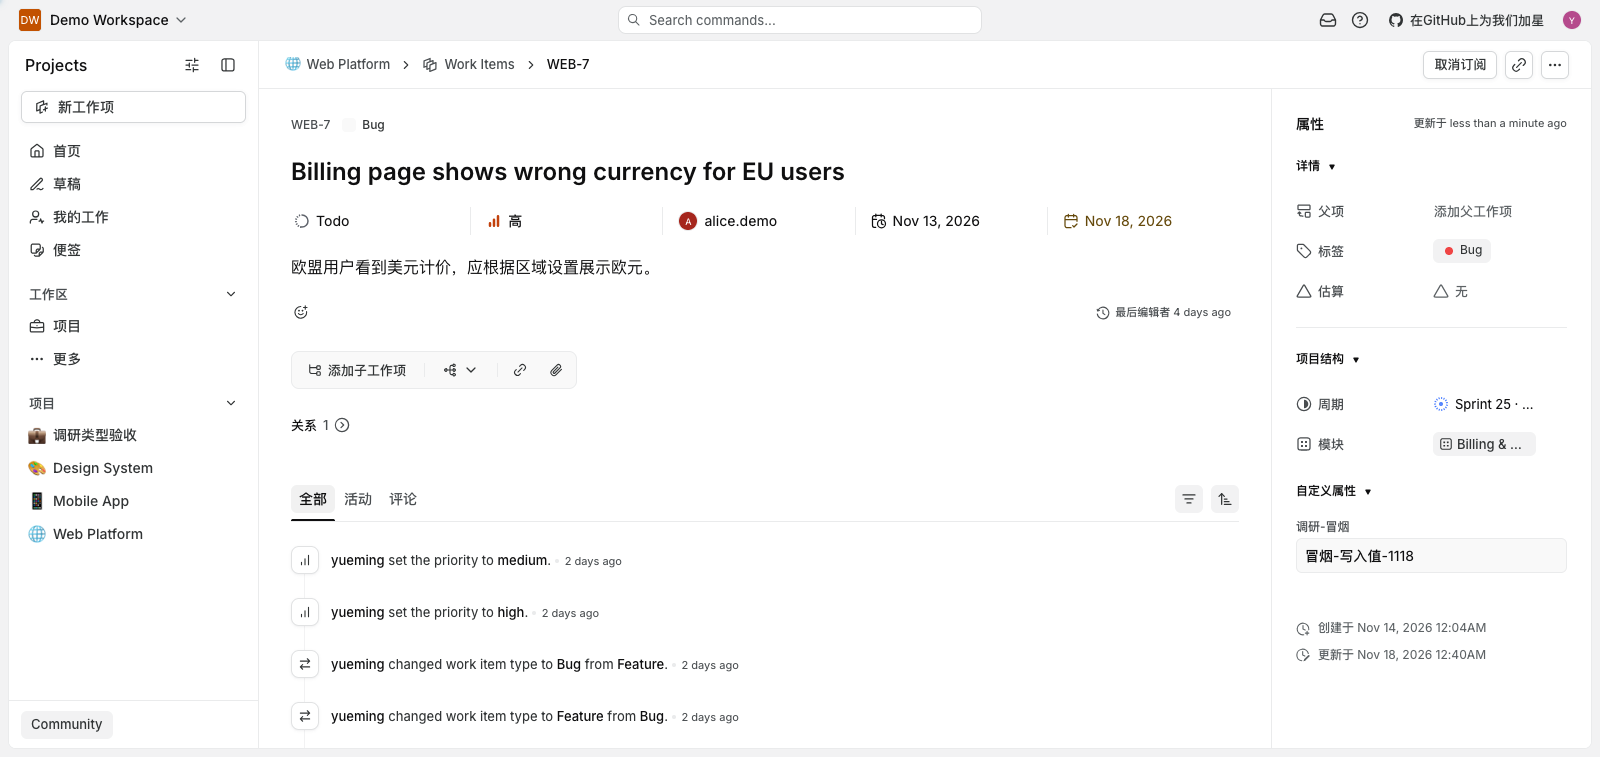 DW Demo Workspace
Search commands...
在GitHub上为我们加星
Y
Projects
新工作项
首页
草稿
我的工作
便签
工作区
项目
更多
项目
调研类型验收
Design System
Mobile App
Web Platform
Community
Web Platform
Work Items
WEB-7
取消订阅
WEB-7 Bug
Billing page shows wrong currency for EU users
Todo
高
A alice.demo
Nov 13, 2026
Nov 18, 2026
欧盟用户看到美元计价，应根据区域设置展示欧元。
最后编辑者 4 days ago
添加子工作项
关系 1
全部 活动 评论
yueming set the priority to medium. 2 days ago
yueming set the priority to high. 2 days ago
yueming changed work item type to Bug from Feature. 2 days ago
yueming changed work item type to Feature from Bug. 2 days ago
属性 更新于 less than a minute ago
详情
父项 添加父工作项
标签 Bug
估算 无
项目结构
周期 Sprint 25 · ...
模块 Billing & ...
自定义属性
调研-冒烟
冒烟-写入值-1118
创建于 Nov 14, 2026 12:04AM
更新于 Nov 18, 2026 12:40AM